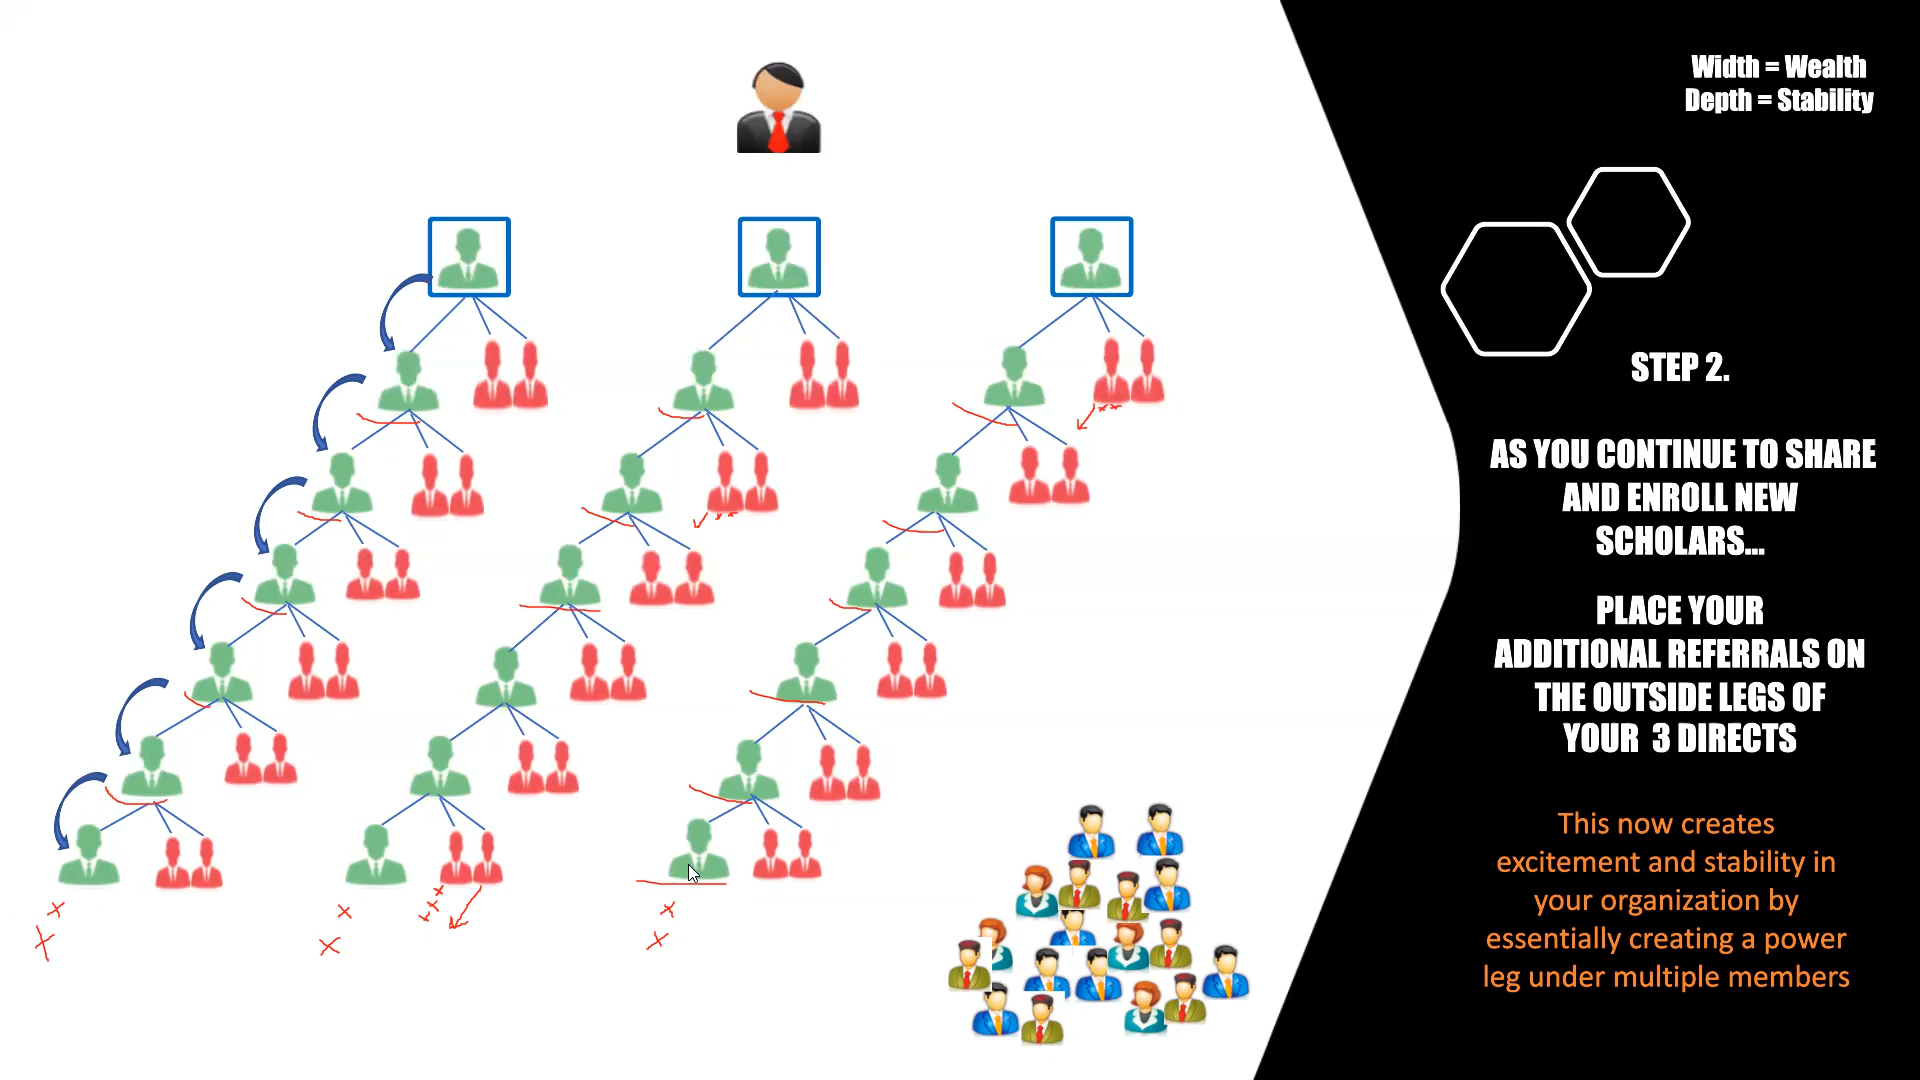 Width = Wealth
Depth = Stability
STEP 2.
AS YOU CONTINUE TO SHARE
AND ENROLL NEW
SCHOLARS...
PLACE YOUR
ADDITIONAL REFERRALS ON
THE OUTSIDE LEGS OF
YOUR 3 DIRECTS
This now creates
excitement and stability in
your organization by
essentially creating a power
leg under multiple members